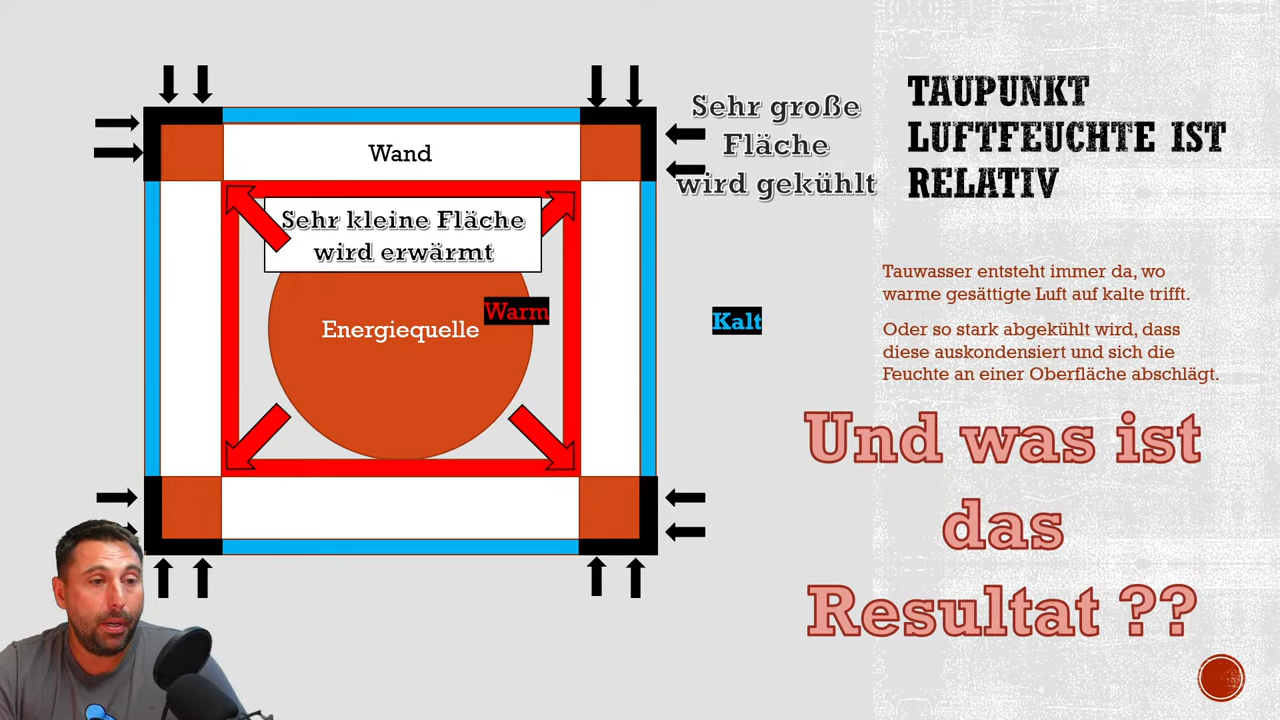 Wand
Sehr kleine Fläche
wird erwärmt
Energiequelle
Warm
Sehr große
Fläche
wird gekühlt
Kalt
TAUPUNKT
LUFTFEUCHTE IST
RELATIV
Tauwasser entsteht immer da, wo
warme gesättigte Luft auf kalte trifft.
Oder so stark abgekühlt wird, dass
diese auskondensiert und sich die
Feuchte an einer Oberfläche abschlägt.
Und was ist
das
Resultat ??